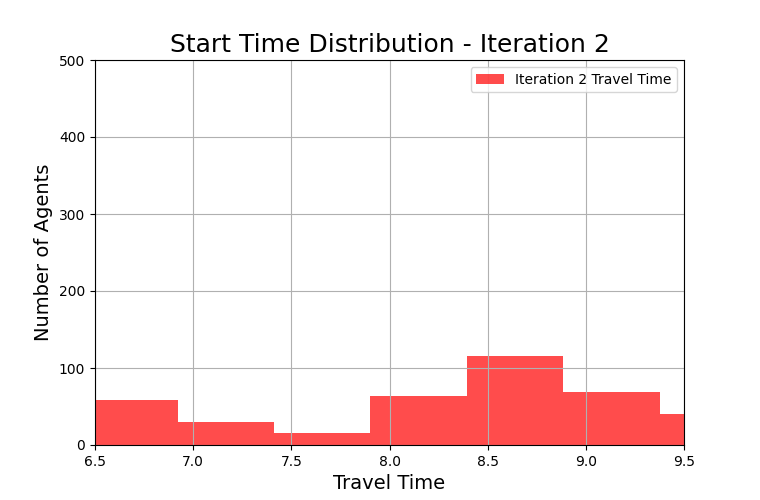 Start Time Distribution - Iteration 2
Iteration 2 Travel Time
Number of Agents
500
400
300
200
100
0
6.5 7.0 7.5 8.0 8.5 9.0 9.5
Travel Time